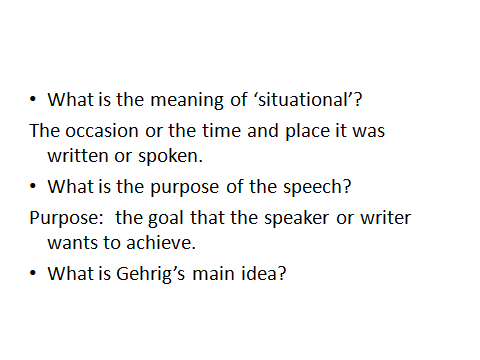 • What is the meaning of ‘situational’?
The occasion or the time and place it was
written or spoken.
• What is the purpose of the speech?
Purpose:  the goal that the speaker or writer
wants to achieve.
• What is Gehrig’s main idea?